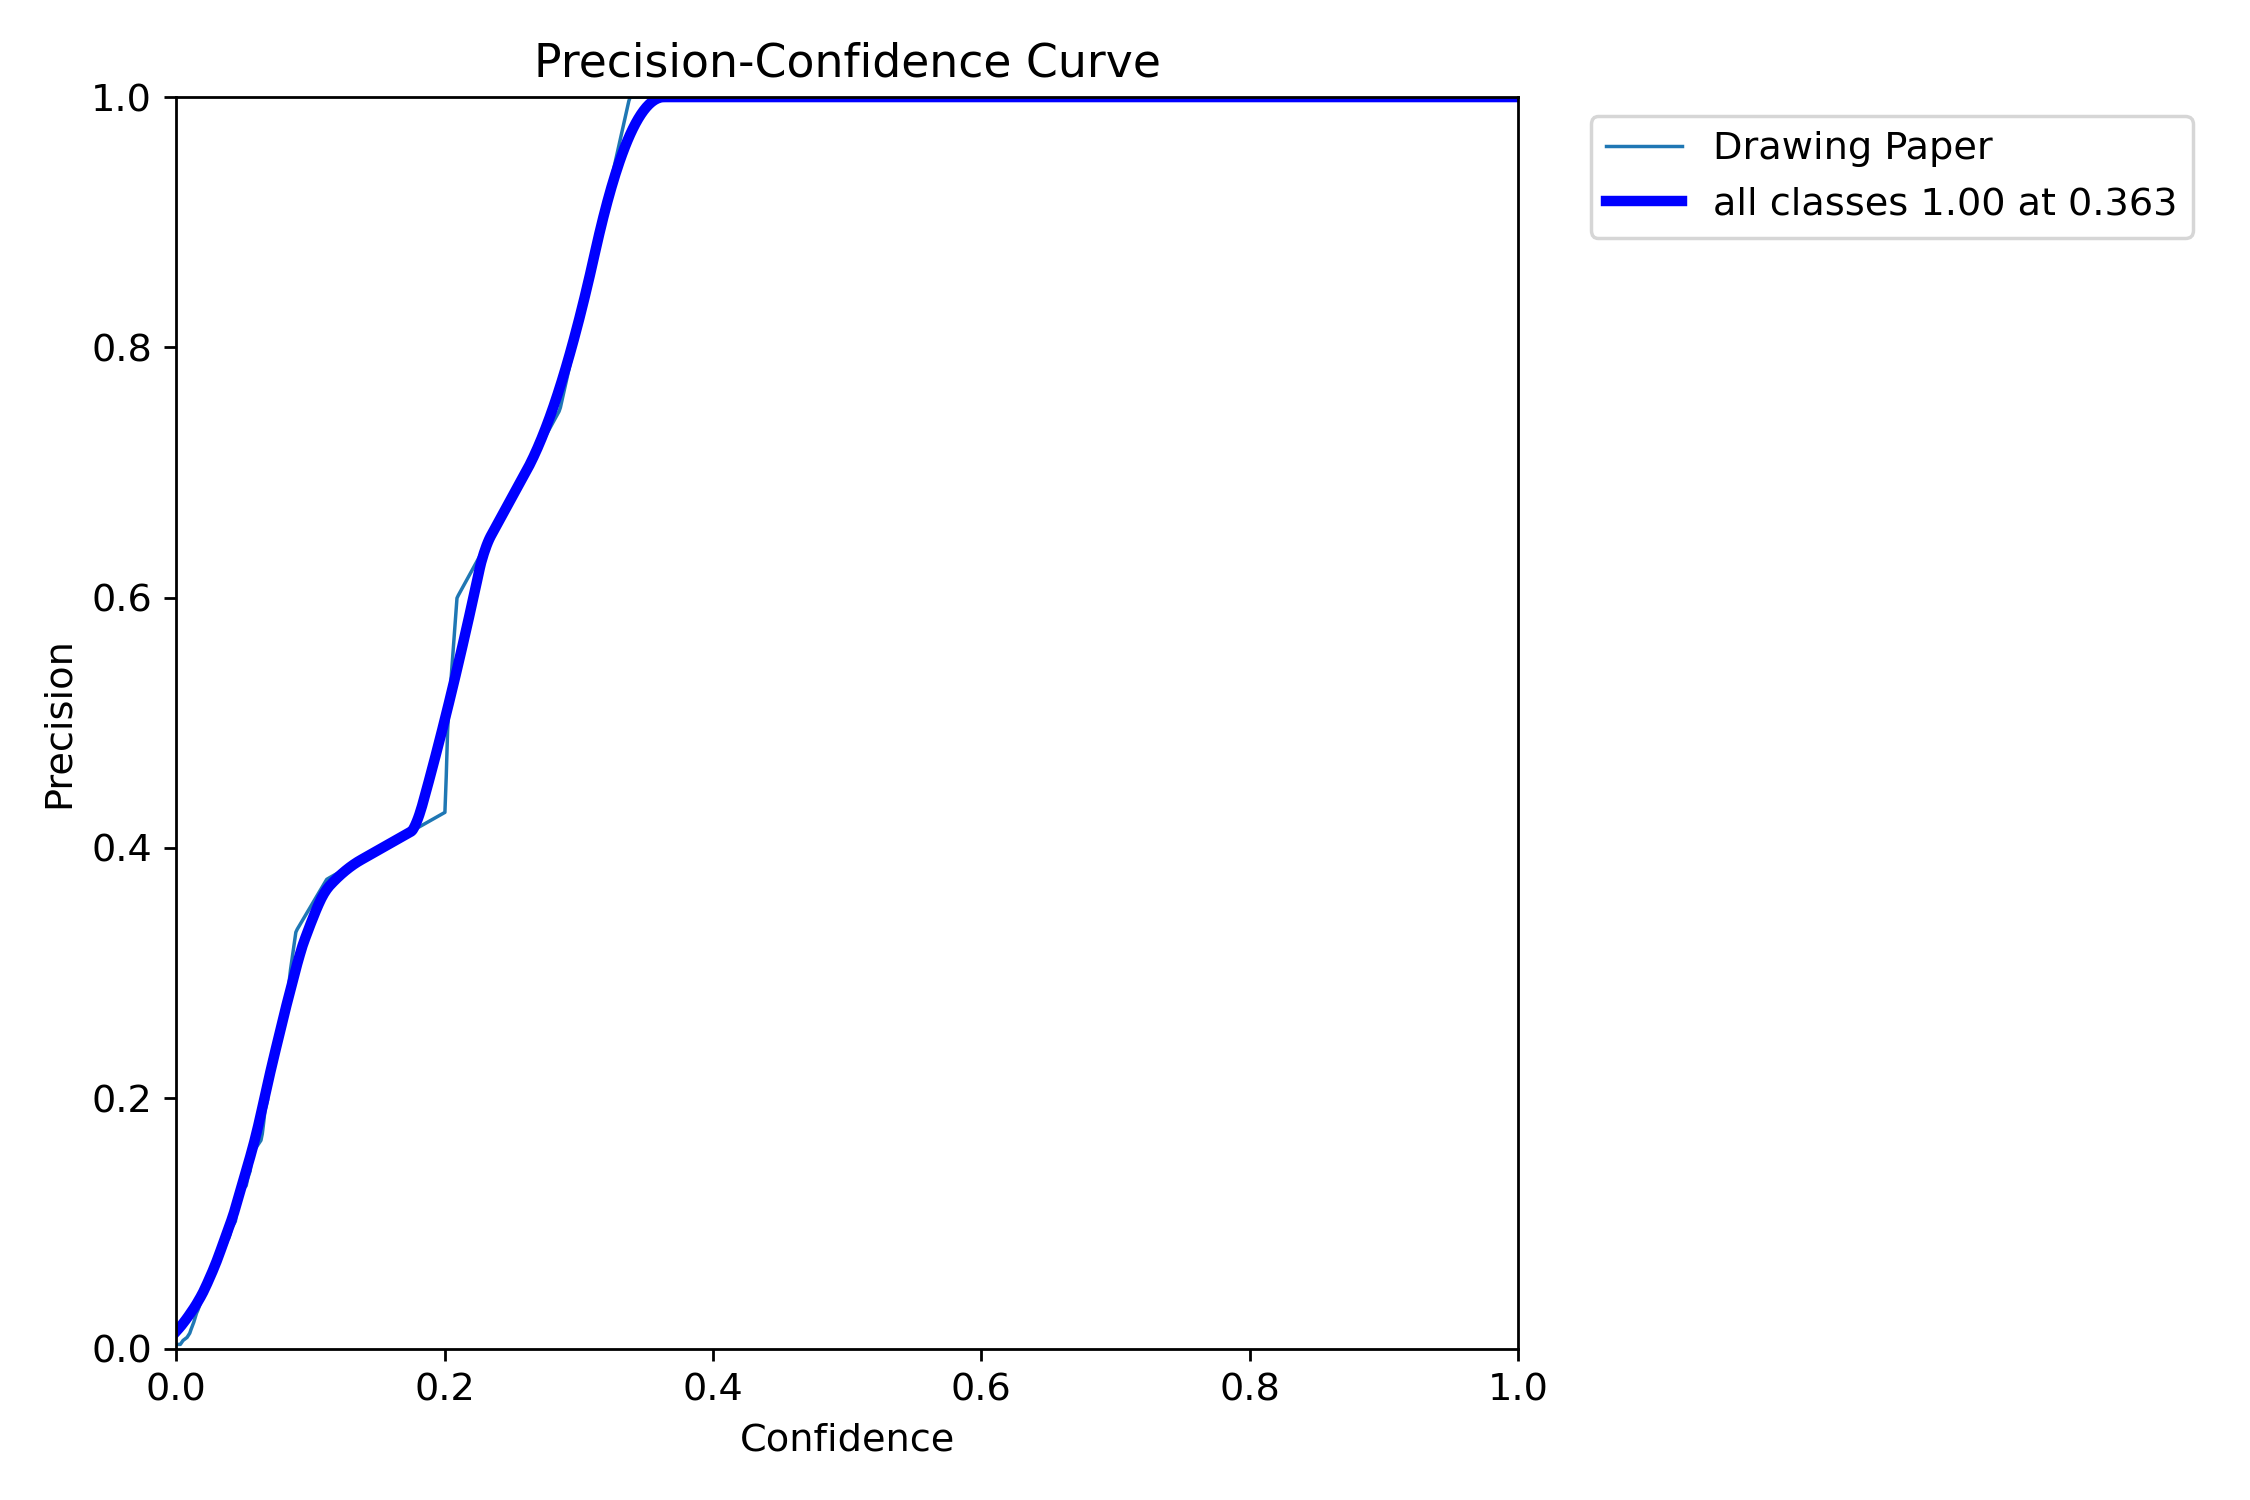 Precision-Confidence Curve
1.0
0.8
0.6
0.4
0.2
0.0
Precision
0.0 0.2 0.4 0.6 0.8 1.0
Confidence
Drawing Paper
all classes 1.00 at 0.363